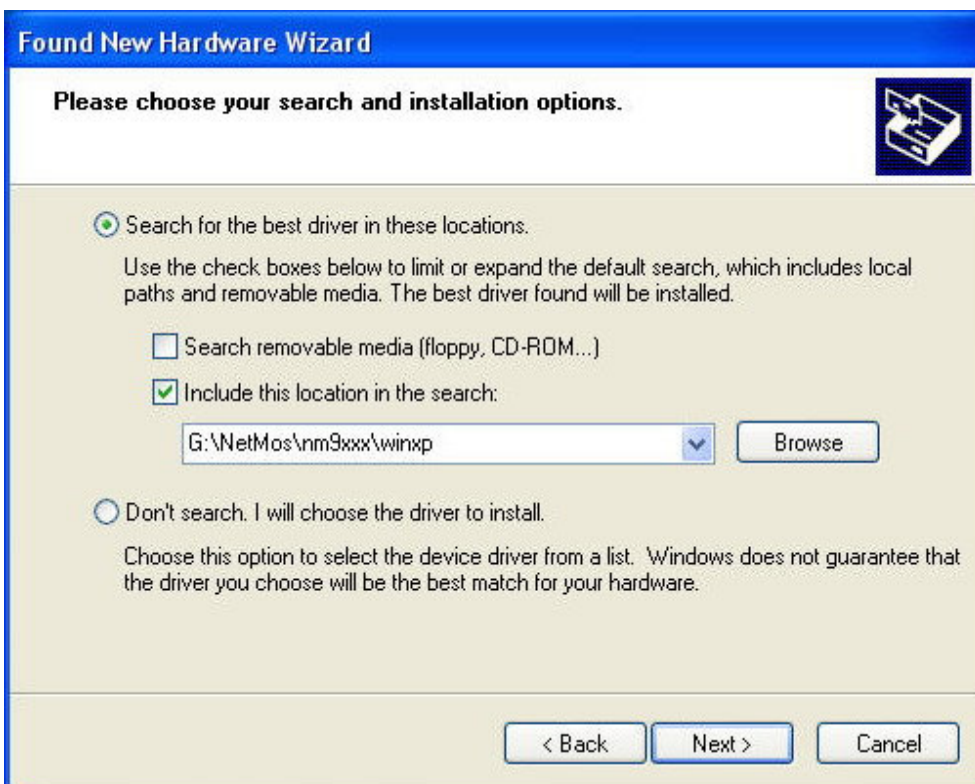 Found New Hardware Wizard
Please choose your search and installation options.
Search for the best driver in these locations.
Use the check boxes below to limit or expand the default search, which includes local
paths and removable media. The best driver found will be installed.
Search removable media (floppy, CD-ROM...)
Include this location in the search:
G:\NetMos\nm9xxx\winxp
Browse
Don't search. I will choose the driver to install.
Choose this option to select the device driver from a list. Windows does not guarantee that
the driver you choose will be the best match for your hardware.
< Back Next > Cancel